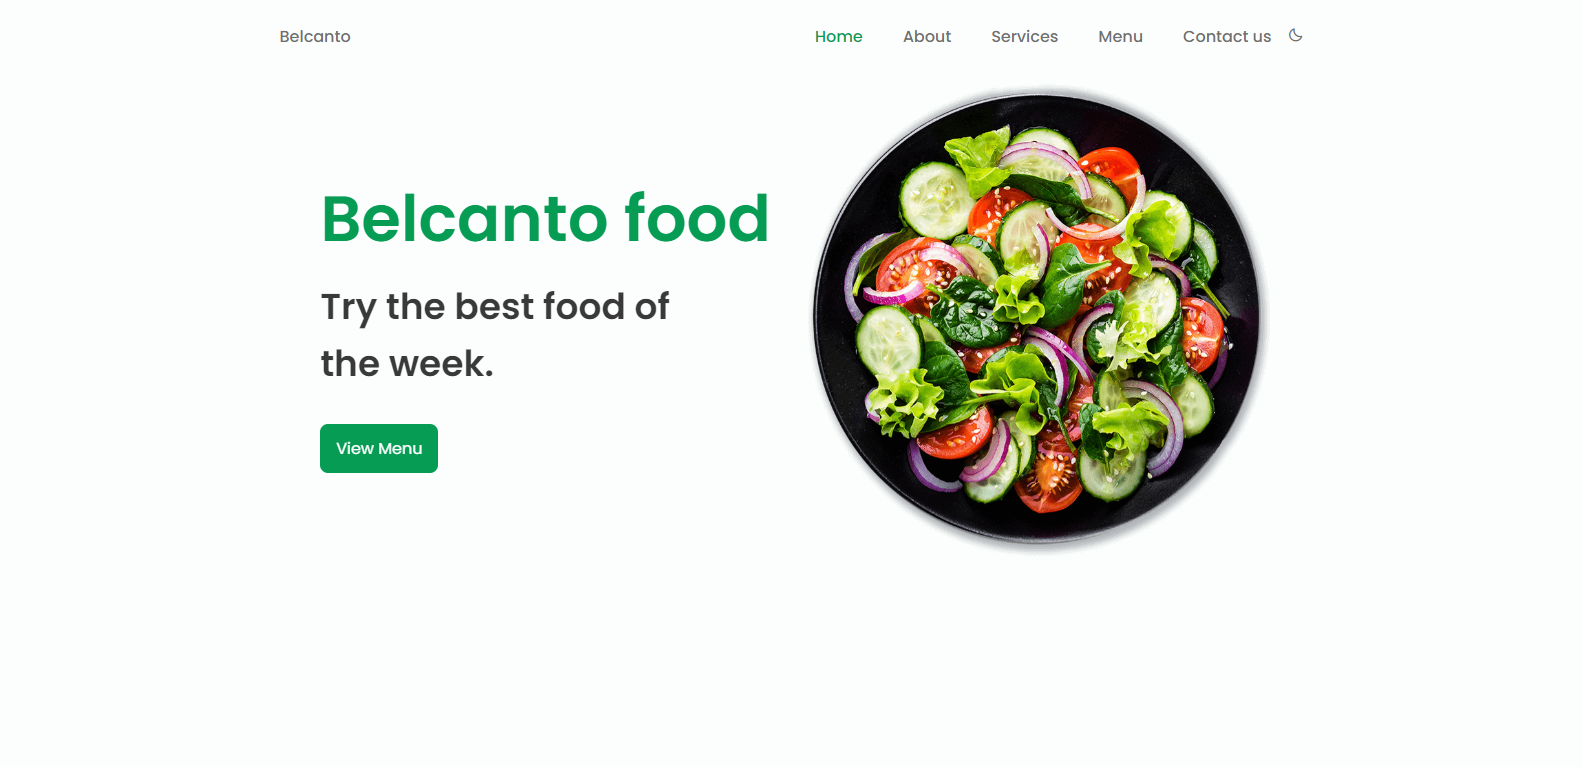 Belcanto
Home
About
Services
Menu
Contact us
Belcanto food
Try the best food of
the week.
View Menu